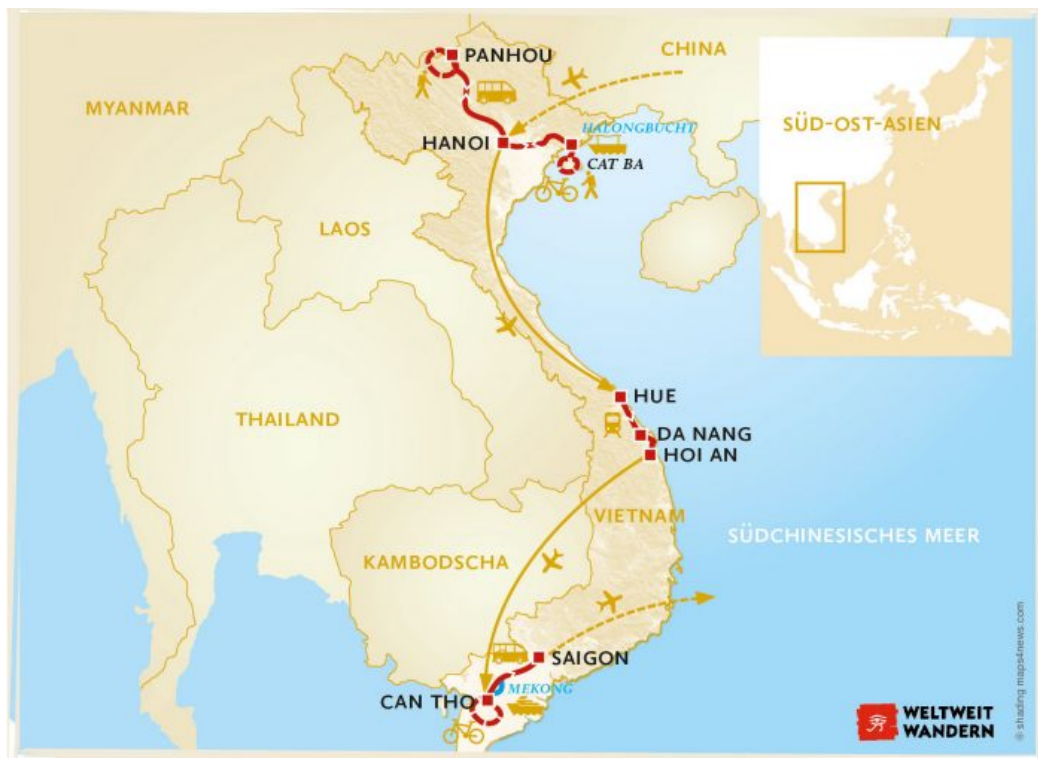 PANHOU
CHINA
MYANMAR
SÜD-OST-ASIEN
HANOI
HALONGBUCHT
CAT BA
LAOS
HUE
THAILAND
DA NANG
HOI AN
VIETNAM
SÜDCHINESISCHES MEER
KAMBODSCHA
SAIGON
MEKONG
CAN THO
WELTWEIT
WANDERN
© shading maps4news.com